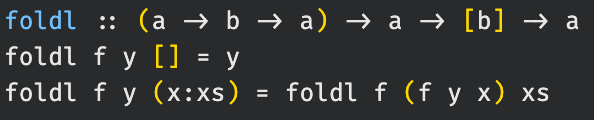 foldl :: (a -> b -> a) -> a -> [b] -> a
foldl f y [] = y
foldl f y (x:xs) = foldl f (f y x) xs